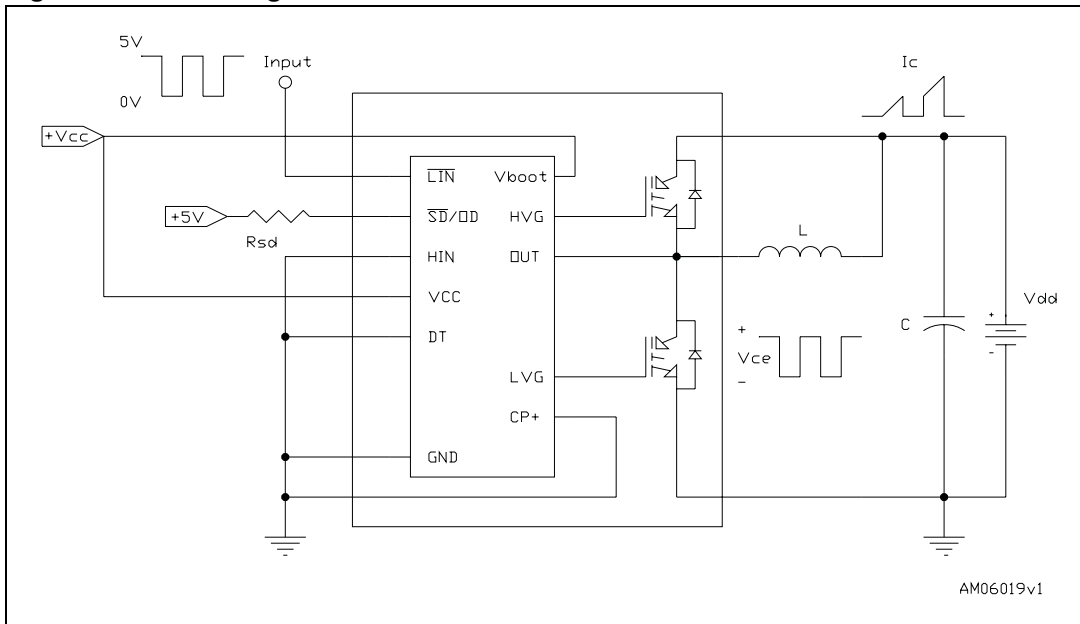 5V
0V
Input
Ic
+Vcc
LIN
Vboot
+5V
Rsd
SD/OD
HVG
HIN
OUT
L
VCC
DT
C
+
-
Vdd
+
Vce
-
LVG
CP+
GND
AM06019v1